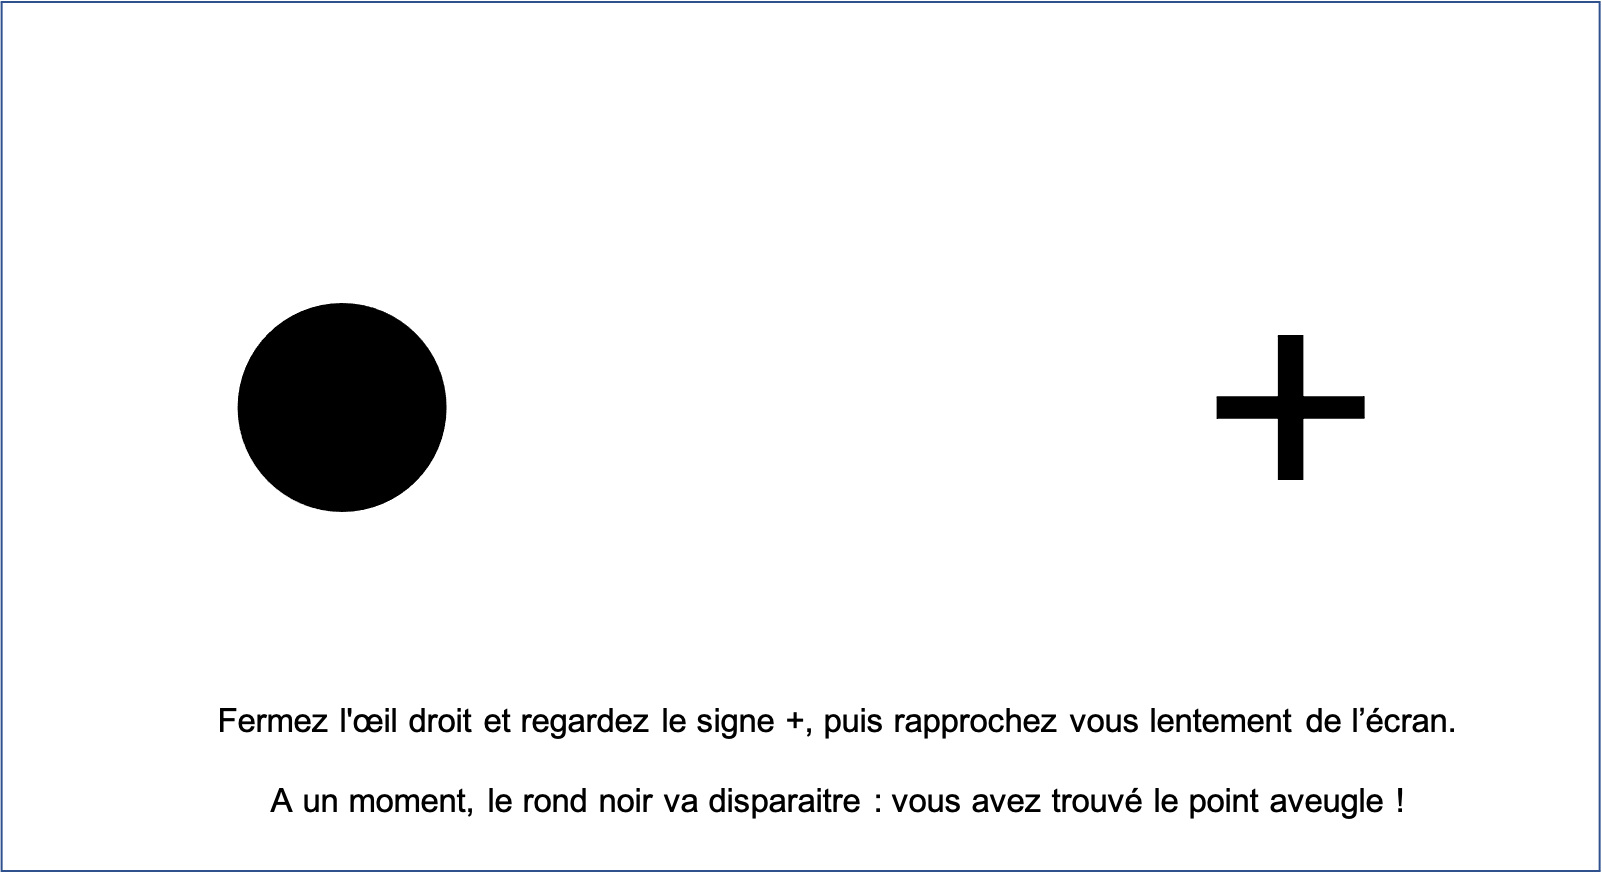 Fermez l'œil droit et regardez le signe +, puis rapprochez vous lentement de l’écran.
A un moment, le rond noir va disparaitre : vous avez trouvé le point aveugle !